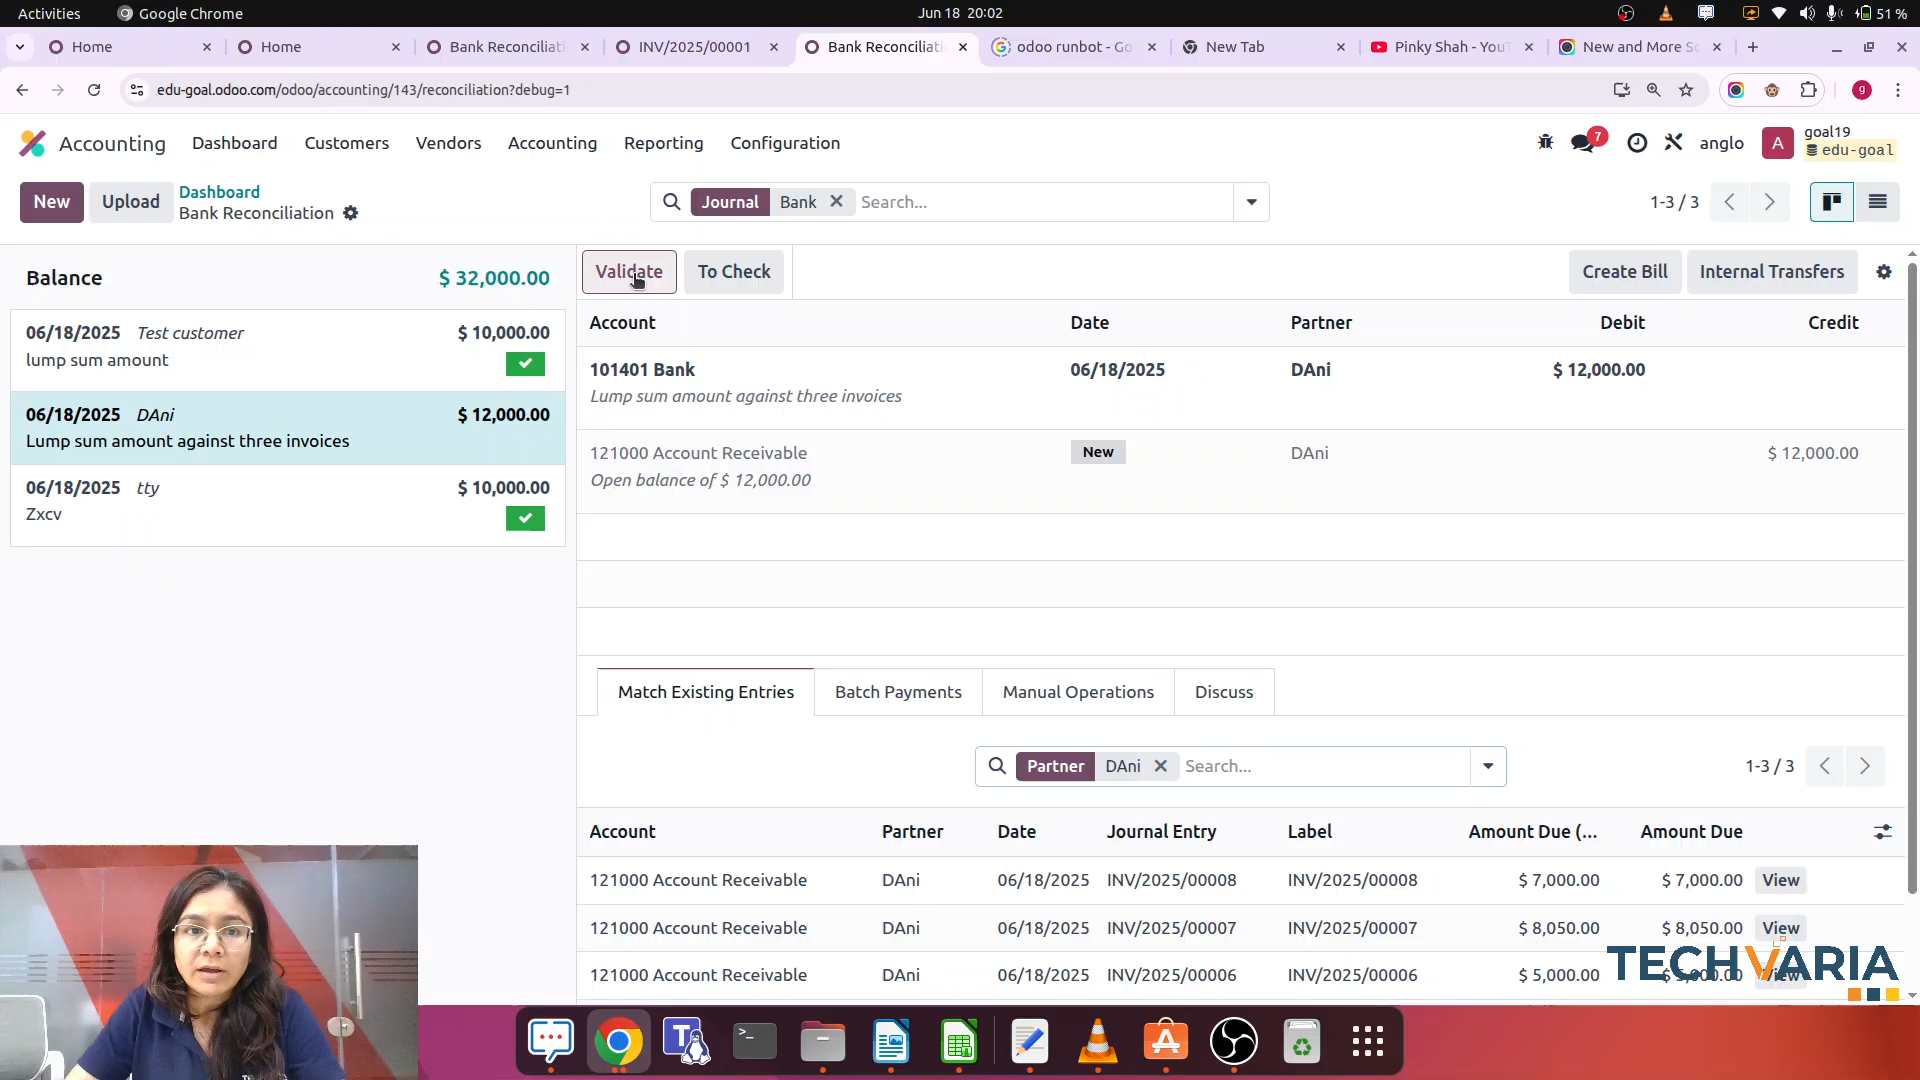 Activities
Google Chrome
Jun 18 20:02
51 %
Home
Home
Bank Reconciliati
INV/2025/00001
Bank Reconciliati
odoo runbot - Go
New Tab
Pinky Shah - YouT
New and More Sc
edu-goal.odoo.com/odoo/accounting/143/reconciliation?debug=1
g
Accounting
Dashboard
Customers
Vendors
Accounting
Reporting
Configuration
7
anglo
A
goal19
edu-goal
New
Upload
Dashboard
Bank Reconciliation
Journal
Bank
Search...
1-3 / 3
Balance
$ 32,000.00
06/18/2025 Test customer $ 10,000.00
lump sum amount
06/18/2025 DAni $ 12,000.00
Lump sum amount against three invoices
06/18/2025 tty $ 10,000.00
Zxcv
Validate
To Check
Create Bill
Internal Transfers
Account Date Partner Debit Credit
101401 Bank 06/18/2025 DAni $ 12,000.00
Lump sum amount against three invoices
121000 Account Receivable New DAni $ 12,000.00
Open balance of $ 12,000.00
Match Existing Entries
Batch Payments
Manual Operations
Discuss
Partner
DAni
Search...
1-3 / 3
Account Partner Date Journal Entry Label Amount Due (... Amount Due
121000 Account Receivable DAni 06/18/2025 INV/2025/00008 INV/2025/00008 $ 7,000.00 $ 7,000.00 View
121000 Account Receivable DAni 06/18/2025 INV/2025/00007 INV/2025/00007 $ 8,050.00 $ 8,050.00 View
121000 Account Receivable DAni 06/18/2025 INV/2025/00006 INV/2025/00006 $ 5,000.00 $ 5,000.00 View
TECHVARIA